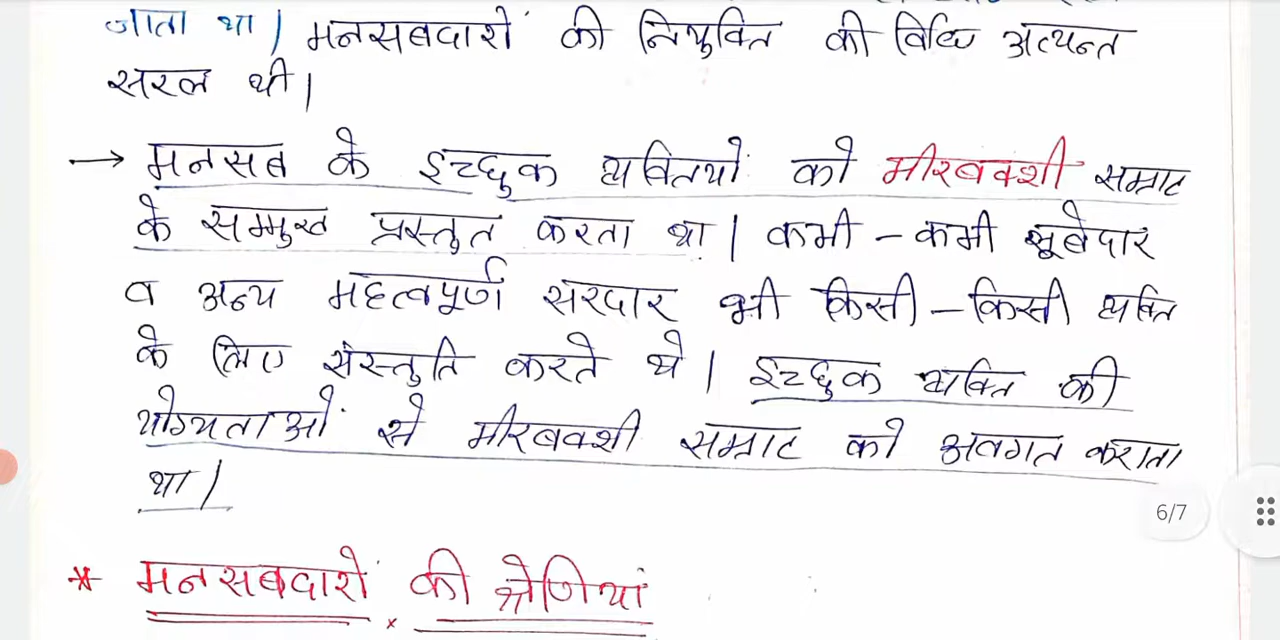 जाता था| मनसबदारों की नियुक्ति की विधि अत्यन्त
सरल थी|
→ मनसब के इच्छुक व्यक्तियों को मीरबक्शी सम्राट
के सम्मुख प्रस्तुत करता था| कभी-कभी सूबेदार
व अन्य महत्वपूर्ण सरदार भी किसी-किसी व्यक्ति
के लिए संस्तुति करते थे| इच्छुक व्यक्ति की
योग्यताओं से मीरबक्शी सम्राट को अवगत कराता
था|
6/7
* मनसबदारों की श्रेणियां